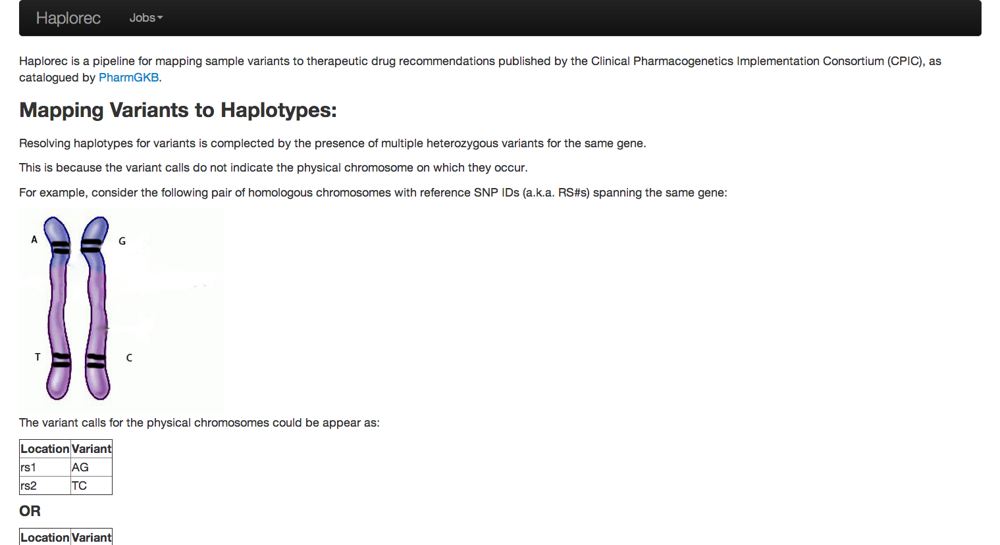 Haplorec Jobs
Haplorec is a pipeline for mapping sample variants to therapeutic drug recommendations published by the Clinical Pharmacogenetics Implementation Consortium (CPIC), as
catalogued by PharmGKB.
Mapping Variants to Haplotypes:
Resolving haplotypes for variants is complected by the presence of multiple heterozygous variants for the same gene.
This is because the variant calls do not indicate the physical chromosome on which they occur.
For example, consider the following pair of homologous chromosomes with reference SNP IDs (a.k.a. RS#s) spanning the same gene:
A G
T C
The variant calls for the physical chromosomes could be appear as:
Location Variant
rs1 AG
rs2 TC
OR
Location Variant